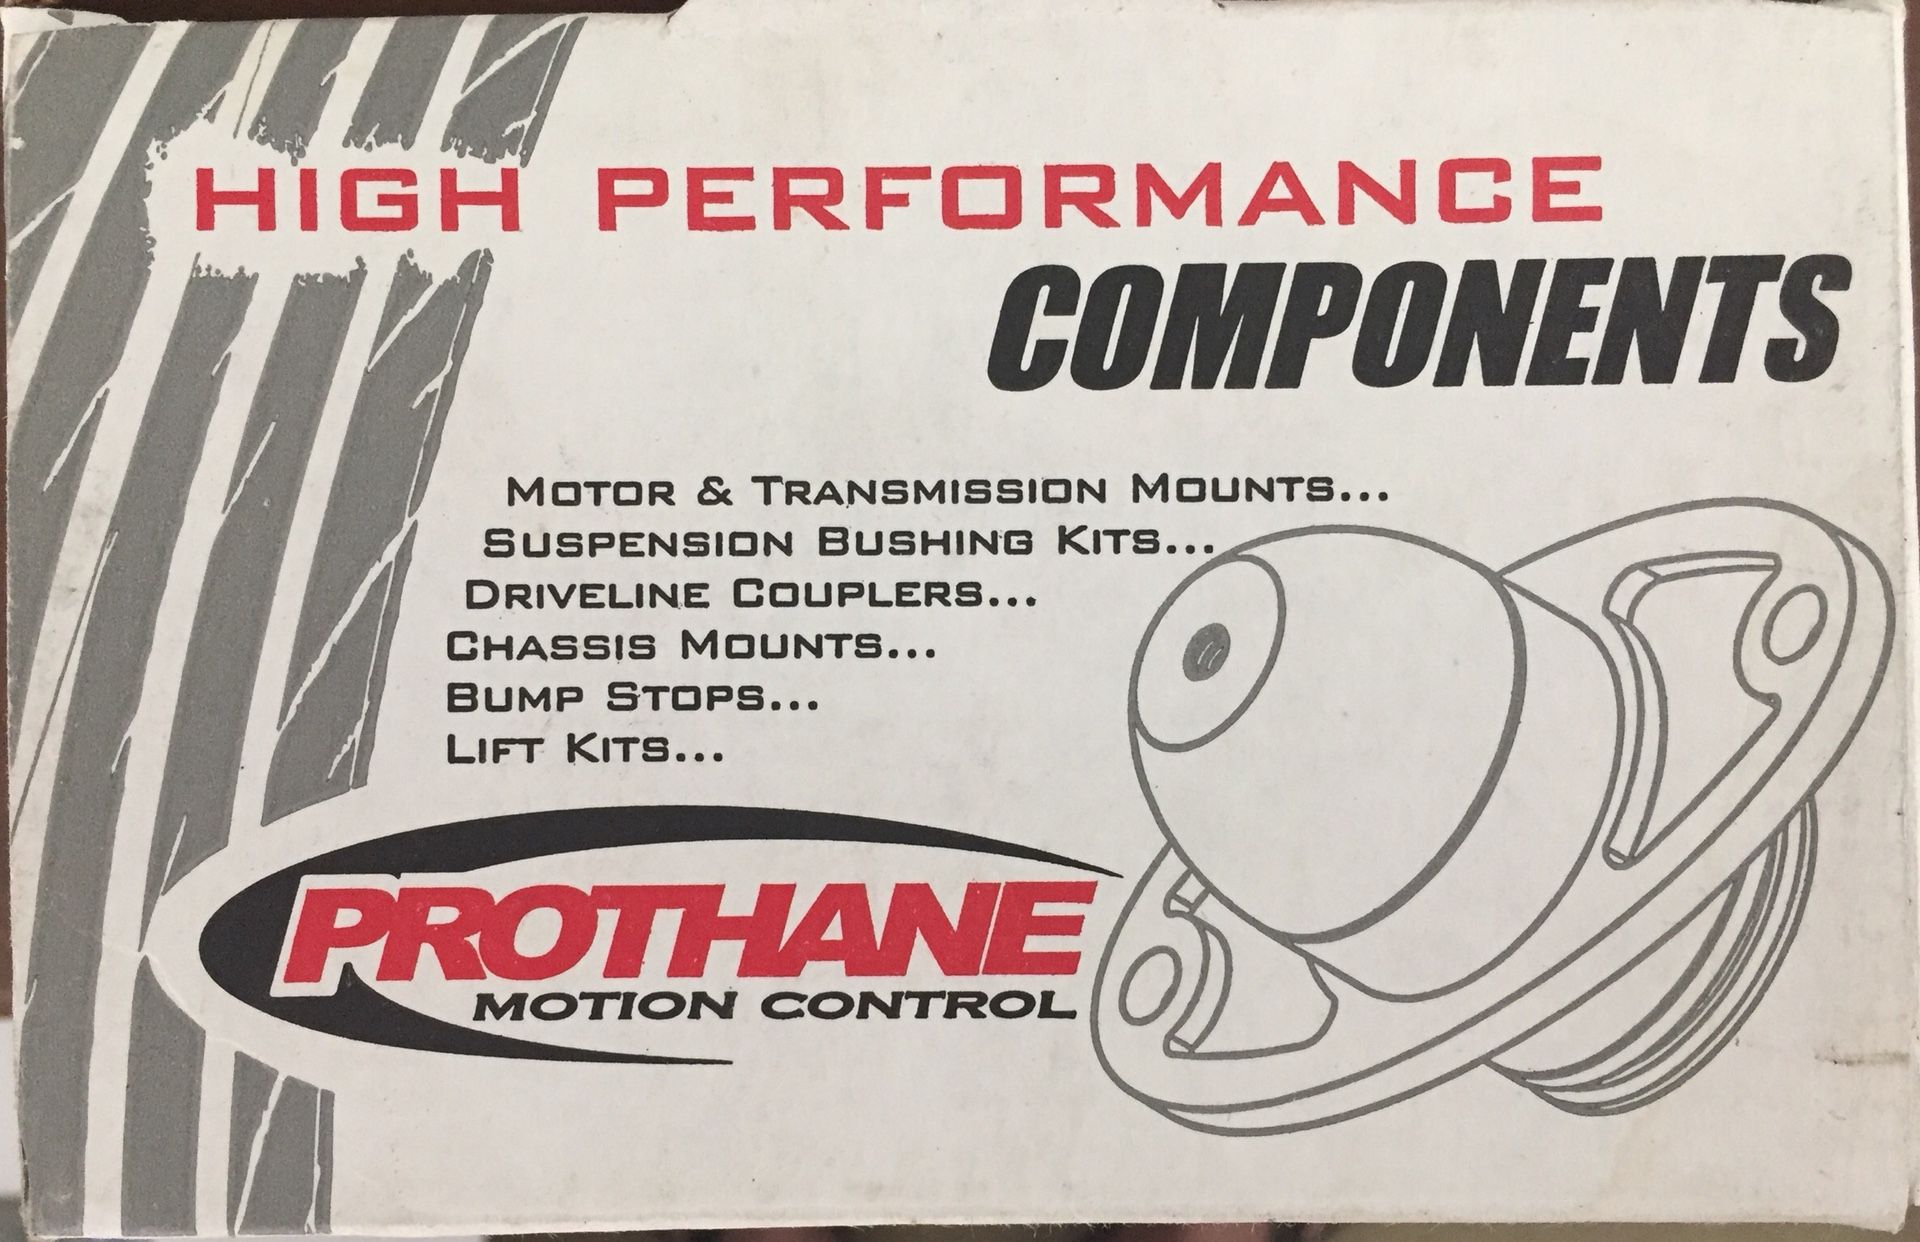 HIGH PERFORMANCE
COMPONENTS
MOTOR & TRANSMISSION MOUNTS...
SUSPENSION BUSHING KITS...
DRIVELINE COUPLERS...
CHASSIS MOUNTS...
BUMP STOPS...
LIFT KITS...
PROTHANE
MOTION CONTROL